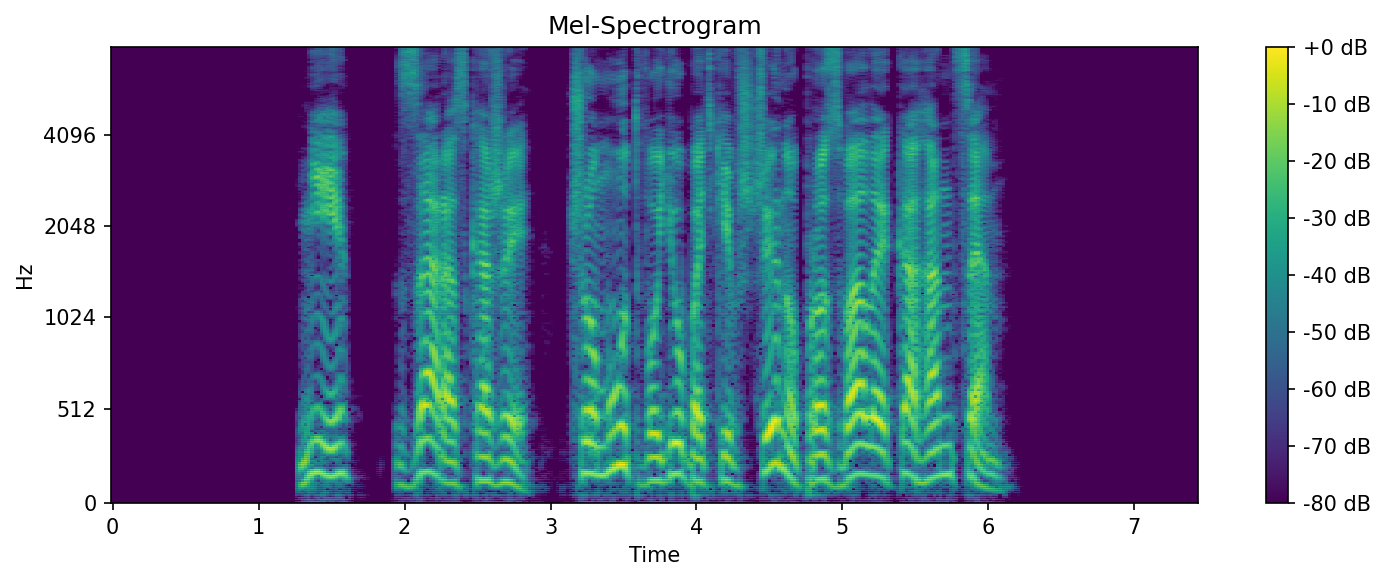 Mel-Spectrogram
+0 dB
-10 dB
-20 dB
-30 dB
-40 dB
-50 dB
-60 dB
-70 dB
-80 dB
4096
2048
1024
512
0
Hz
0 1 2 3 4 5 6 7
Time